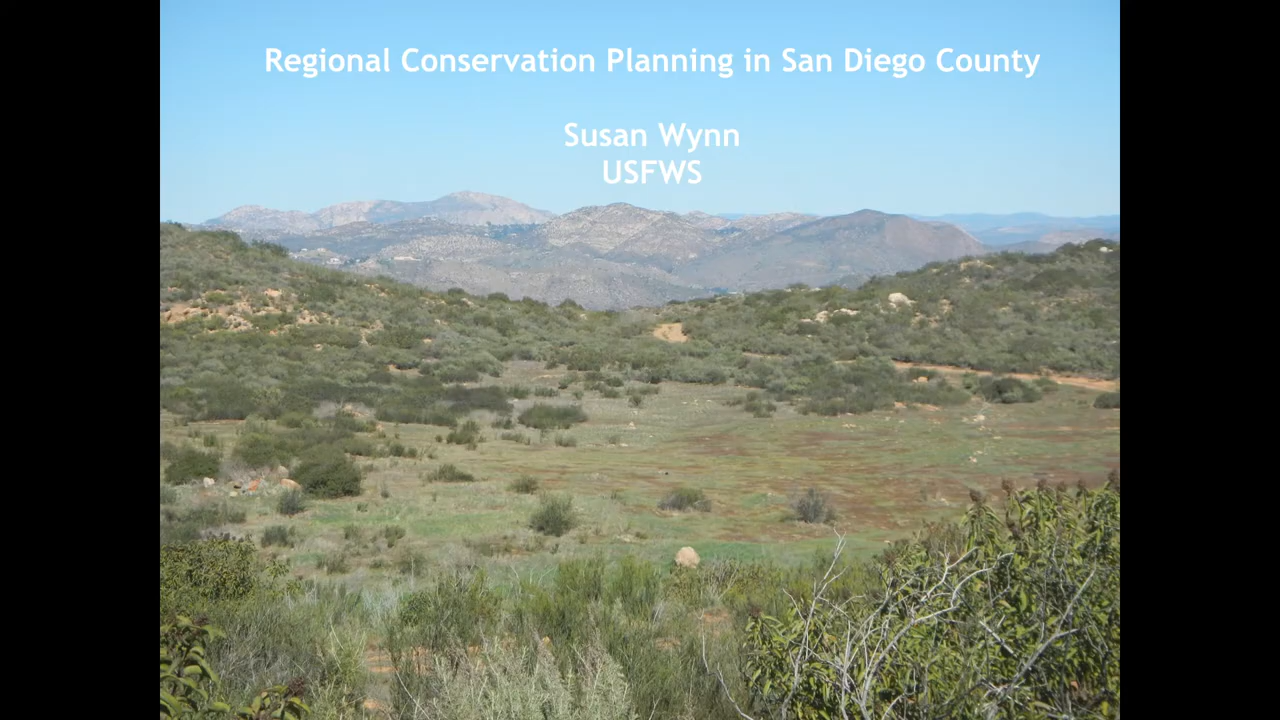 Regional Conservation Planning in San Diego County
Susan Wynn
USFWS